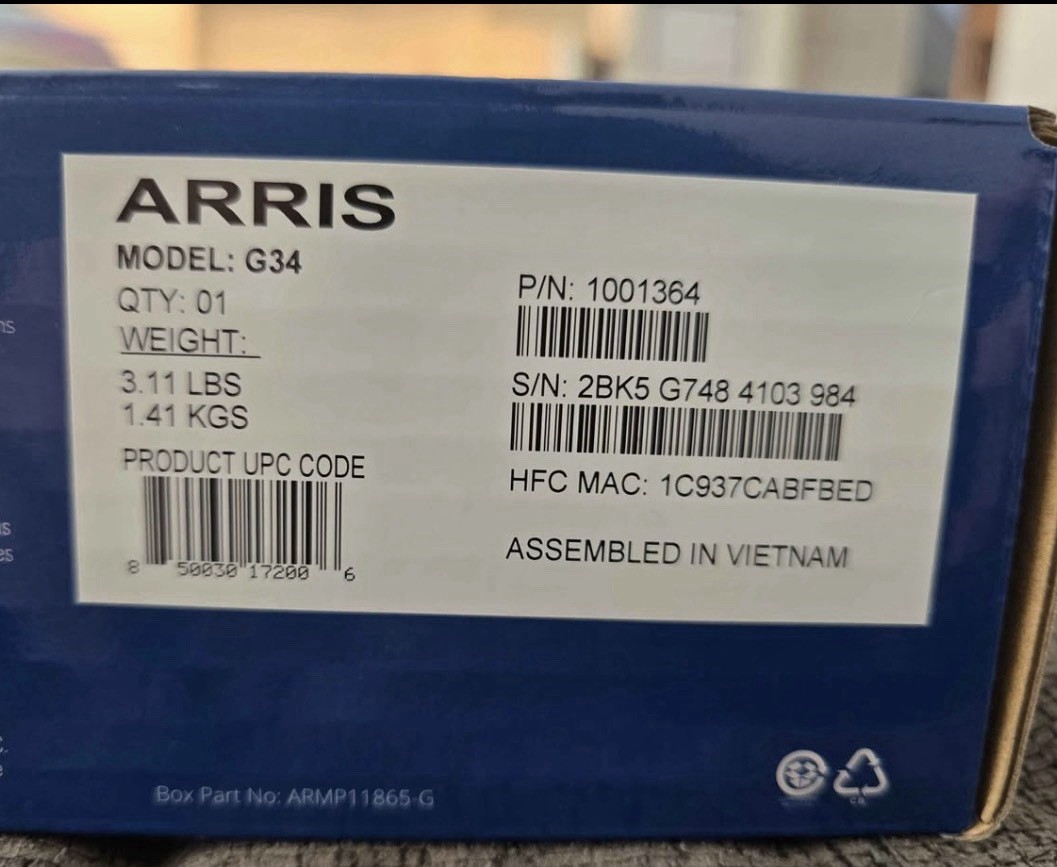 ARRIS
MODEL: G34
QTY: 01
WEIGHT:
3.11 LBS
1.41 KGS
PRODUCT UPC CODE
8 50030 17200 6
P/N: 1001364
S/N: 2BK5 G748 4103 984
HFC MAC: 1C937CABFBED
ASSEMBLED IN VIETNAM
Box Part No: ARMP11865-G